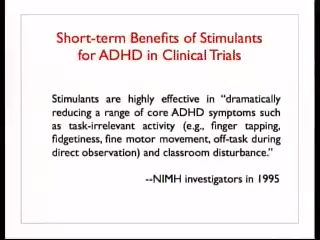 Short-term Benefits of Stimulants
for ADHD in Clinical Trials
Stimulants are highly effective in “dramatically
reducing a range of core ADHD symptoms such
as task-irrelevant activity (e.g., finger tapping,
fidgetiness, fine motor movement, off-task during
direct observation) and classroom disturbance.”
--NIMH investigators in 1995